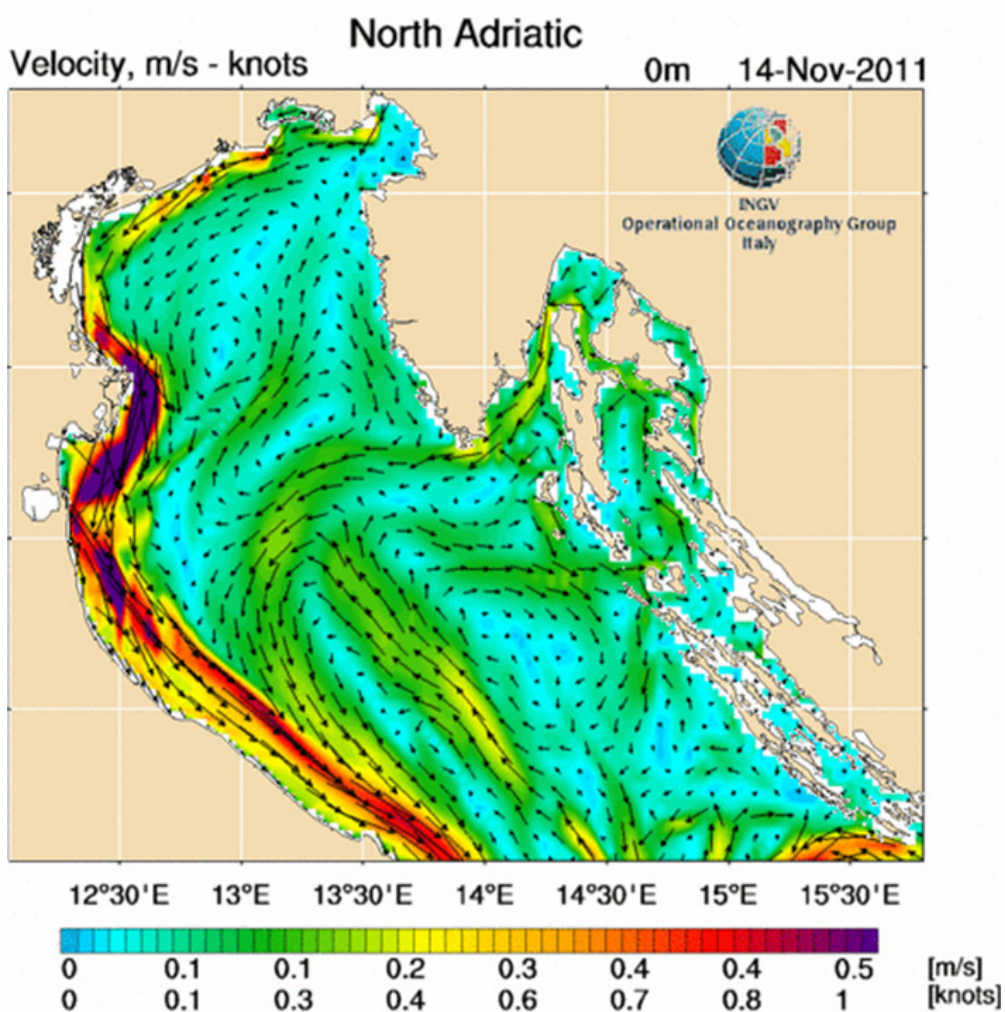 North Adriatic
Velocity, m/s - knots 0m 14-Nov-2011
INGV
Operational Oceanography Group
Italy
12°30'E 13°E 13°30'E 14°E 14°30'E 15°E 15°30'E
0 0.1 0.1 0.2 0.3 0.4 0.4 0.5 [m/s]
0 0.1 0.3 0.4 0.6 0.7 0.8 1 [knots]